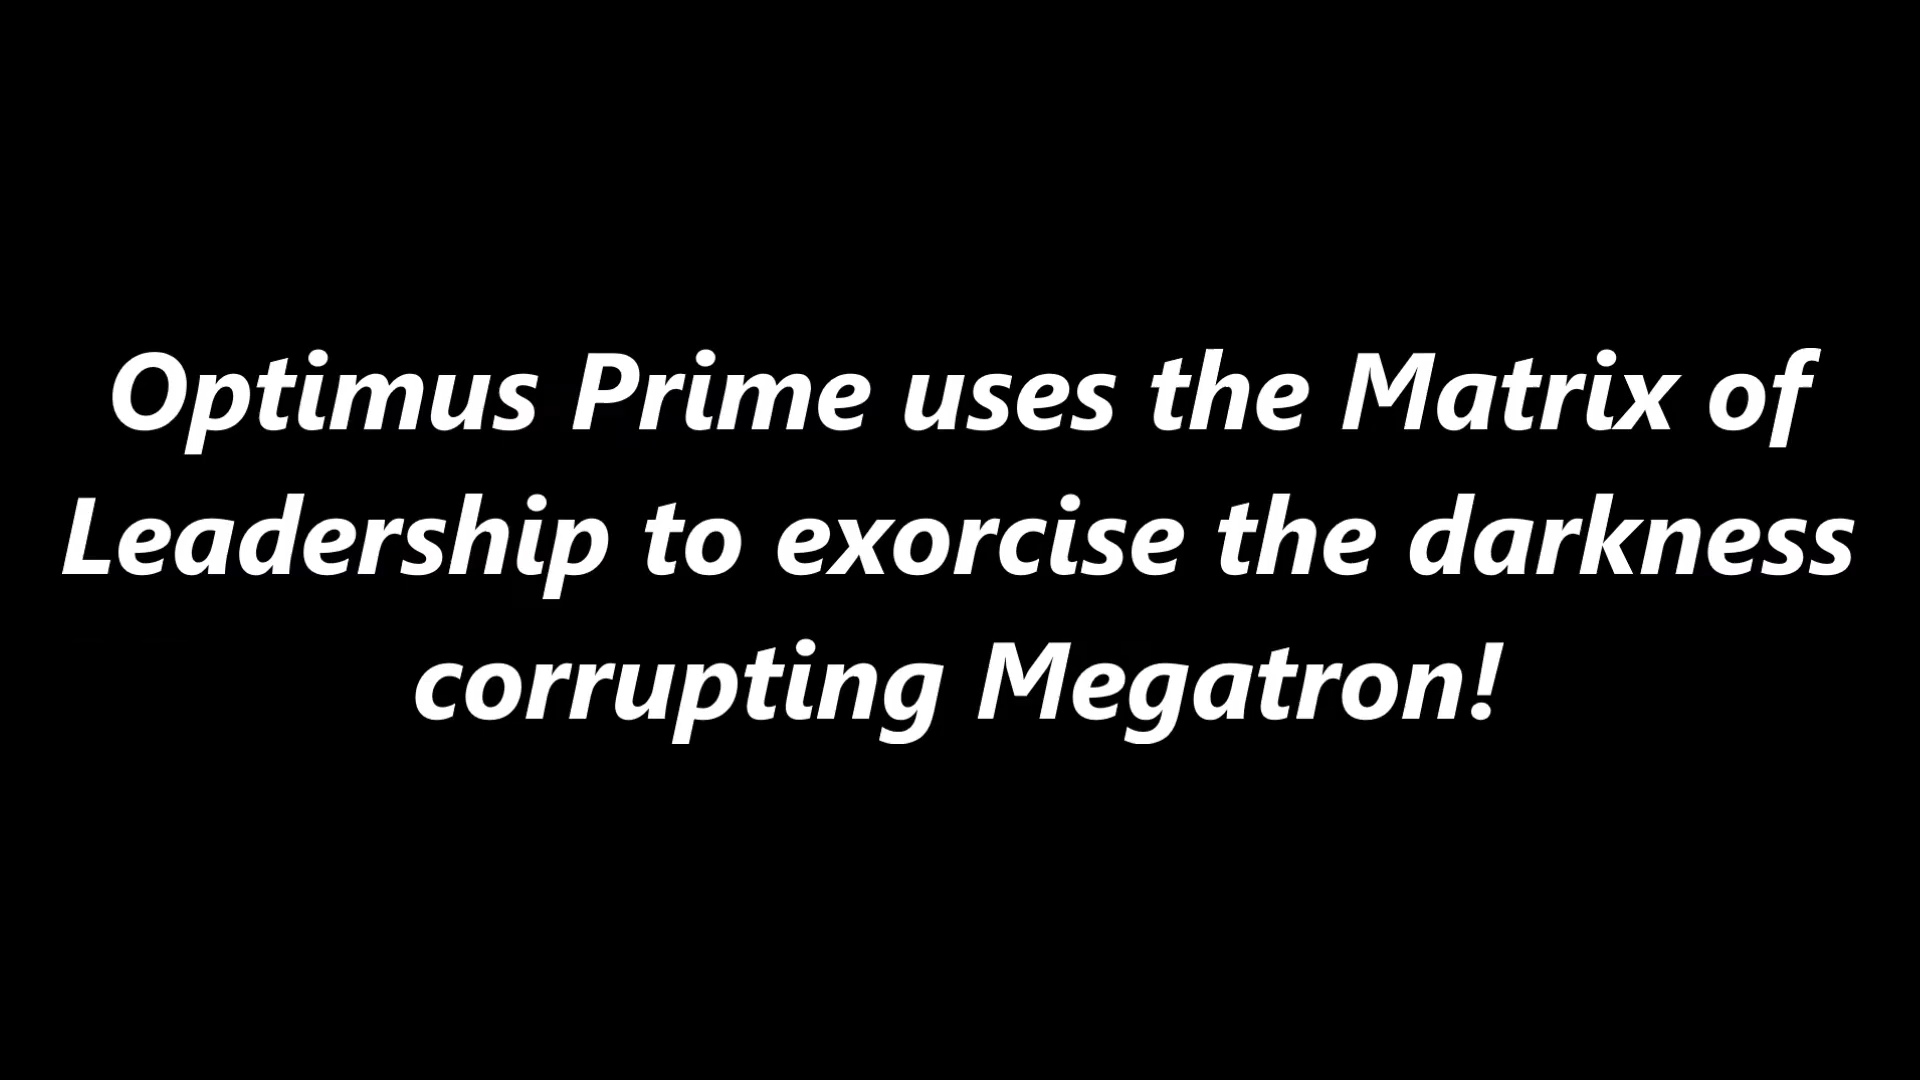 Optimus Prime uses the Matrix of
Leadership to exorcise the darkness
corrupting Megatron!